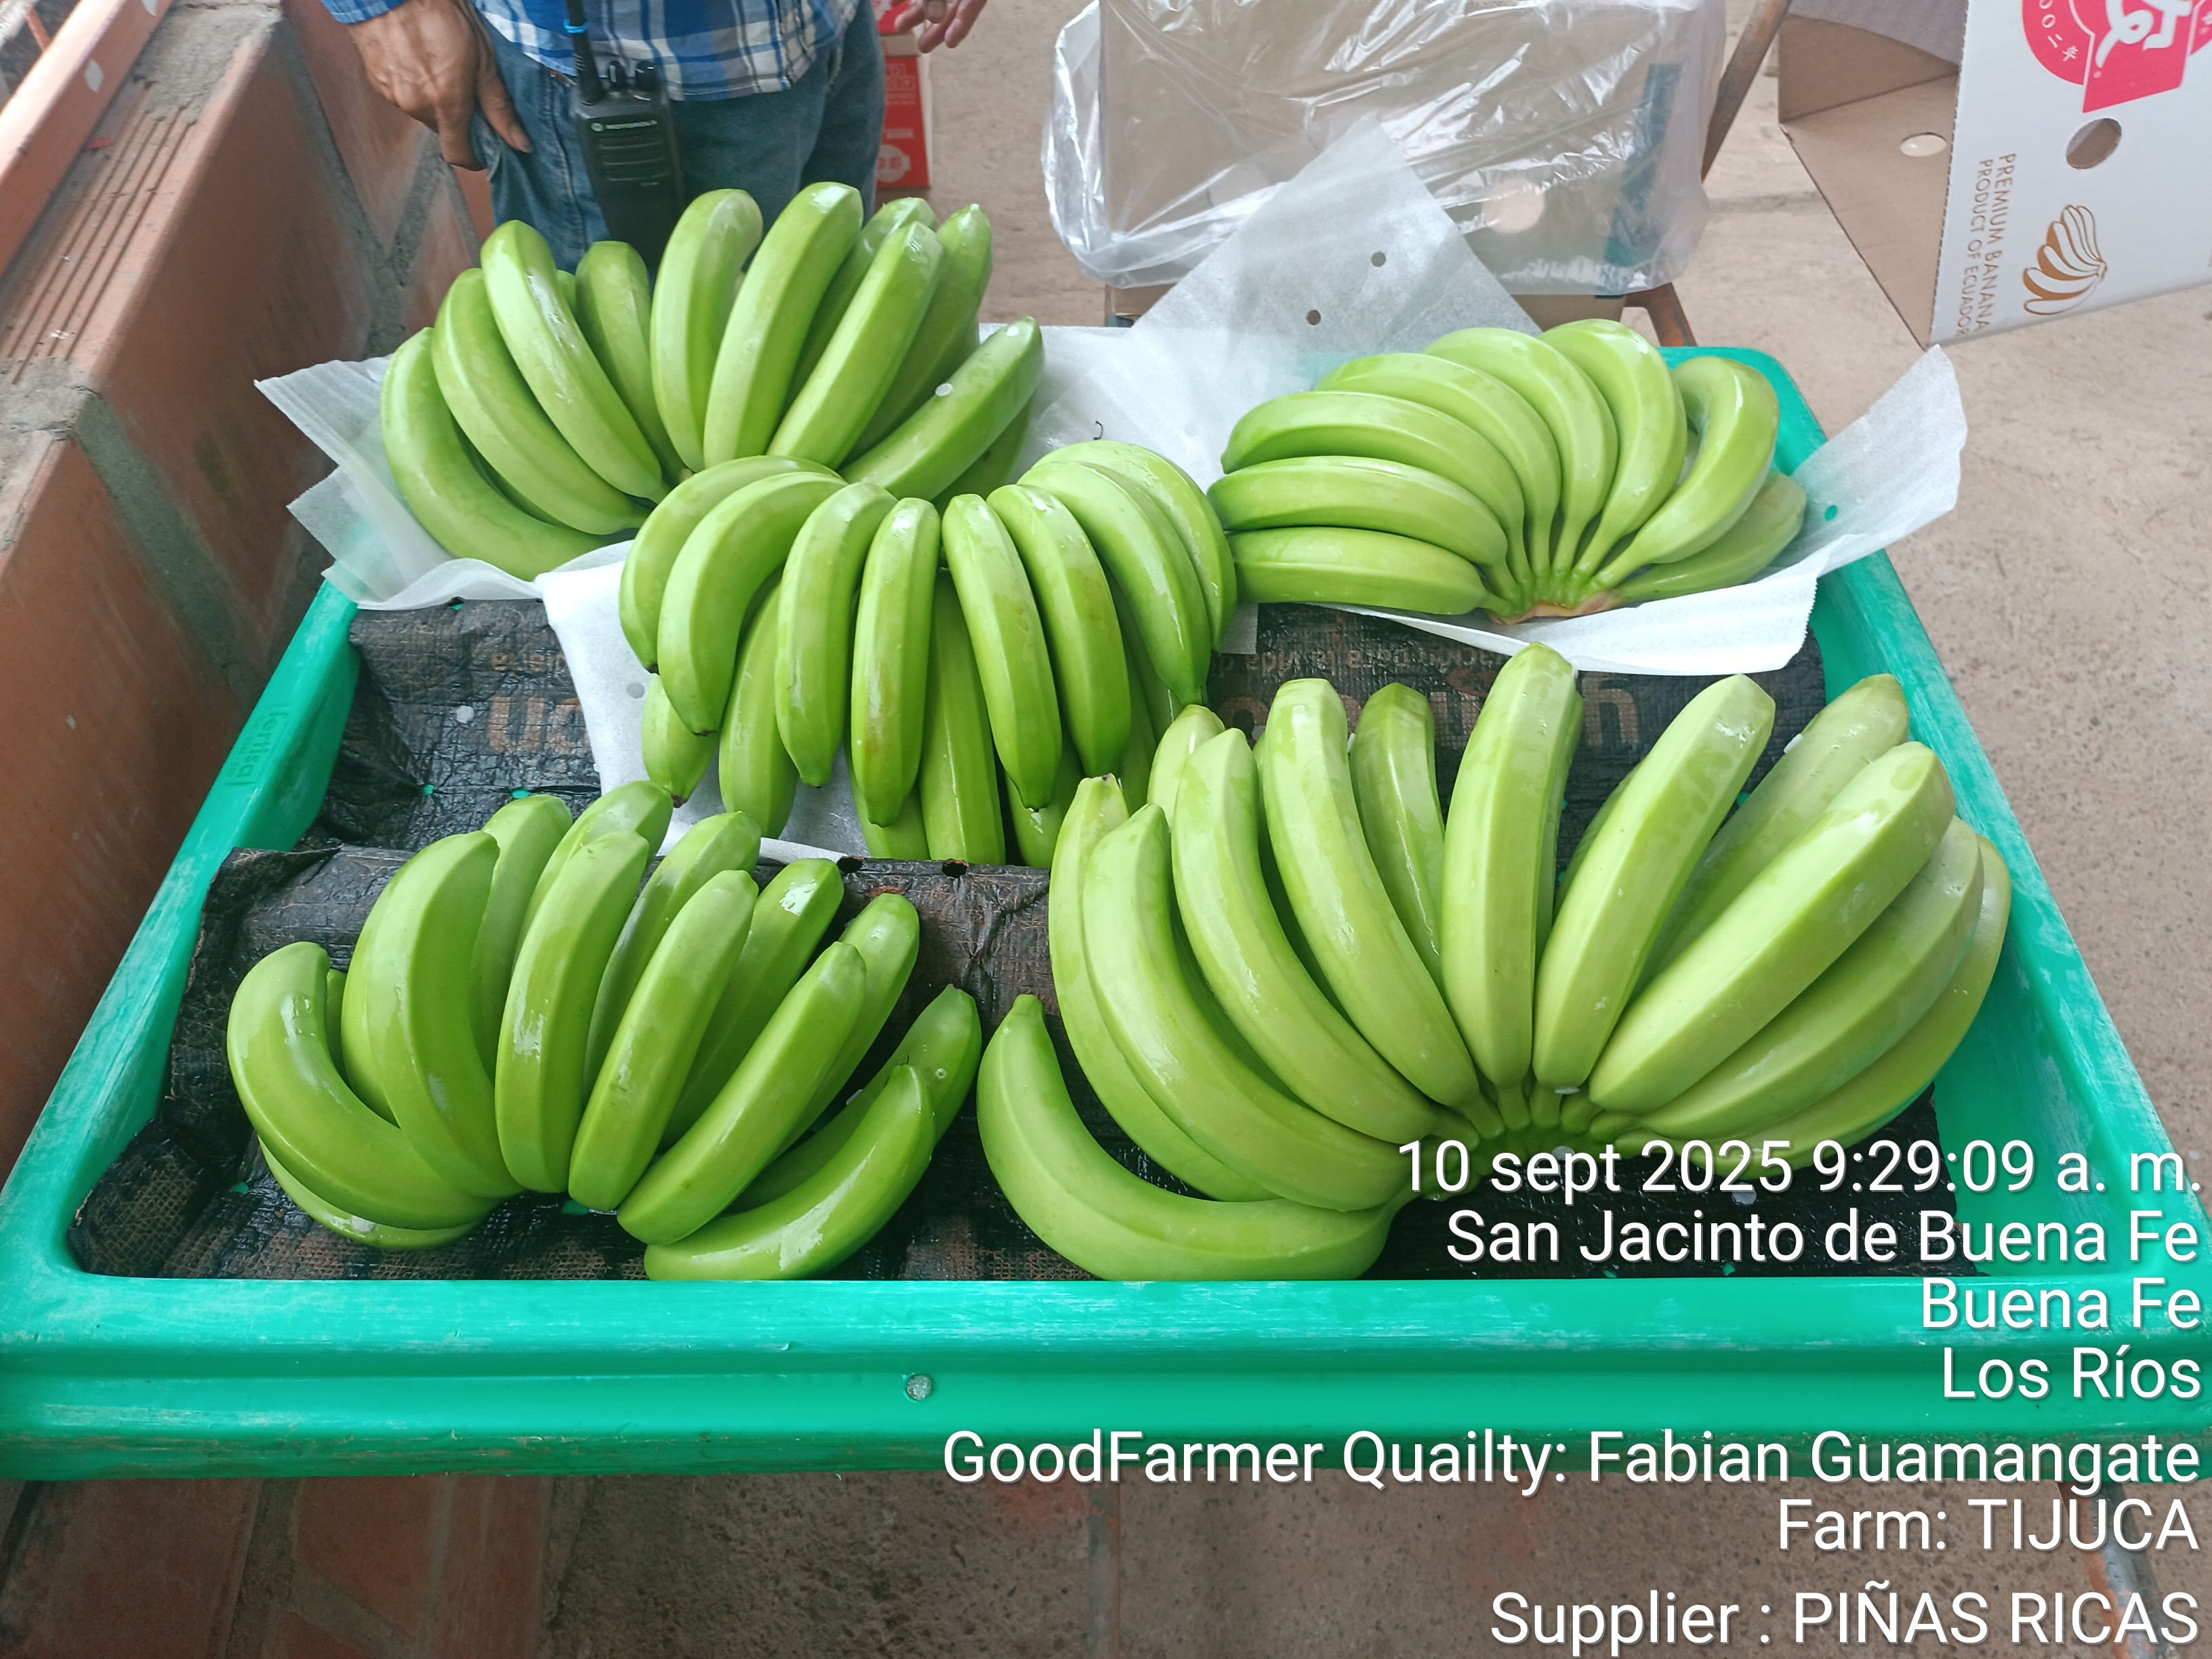 MOTOROLA
PREMIUM BANANA
PRODUCT OF ECUADOR
10 sept 2025 9:29:09 a. m.
San Jacinto de Buena Fe
Buena Fe
Los Ríos
GoodFarmer Quailty: Fabian Guamangate
Farm: TIJUCA
Supplier : PIÑAS RICAS